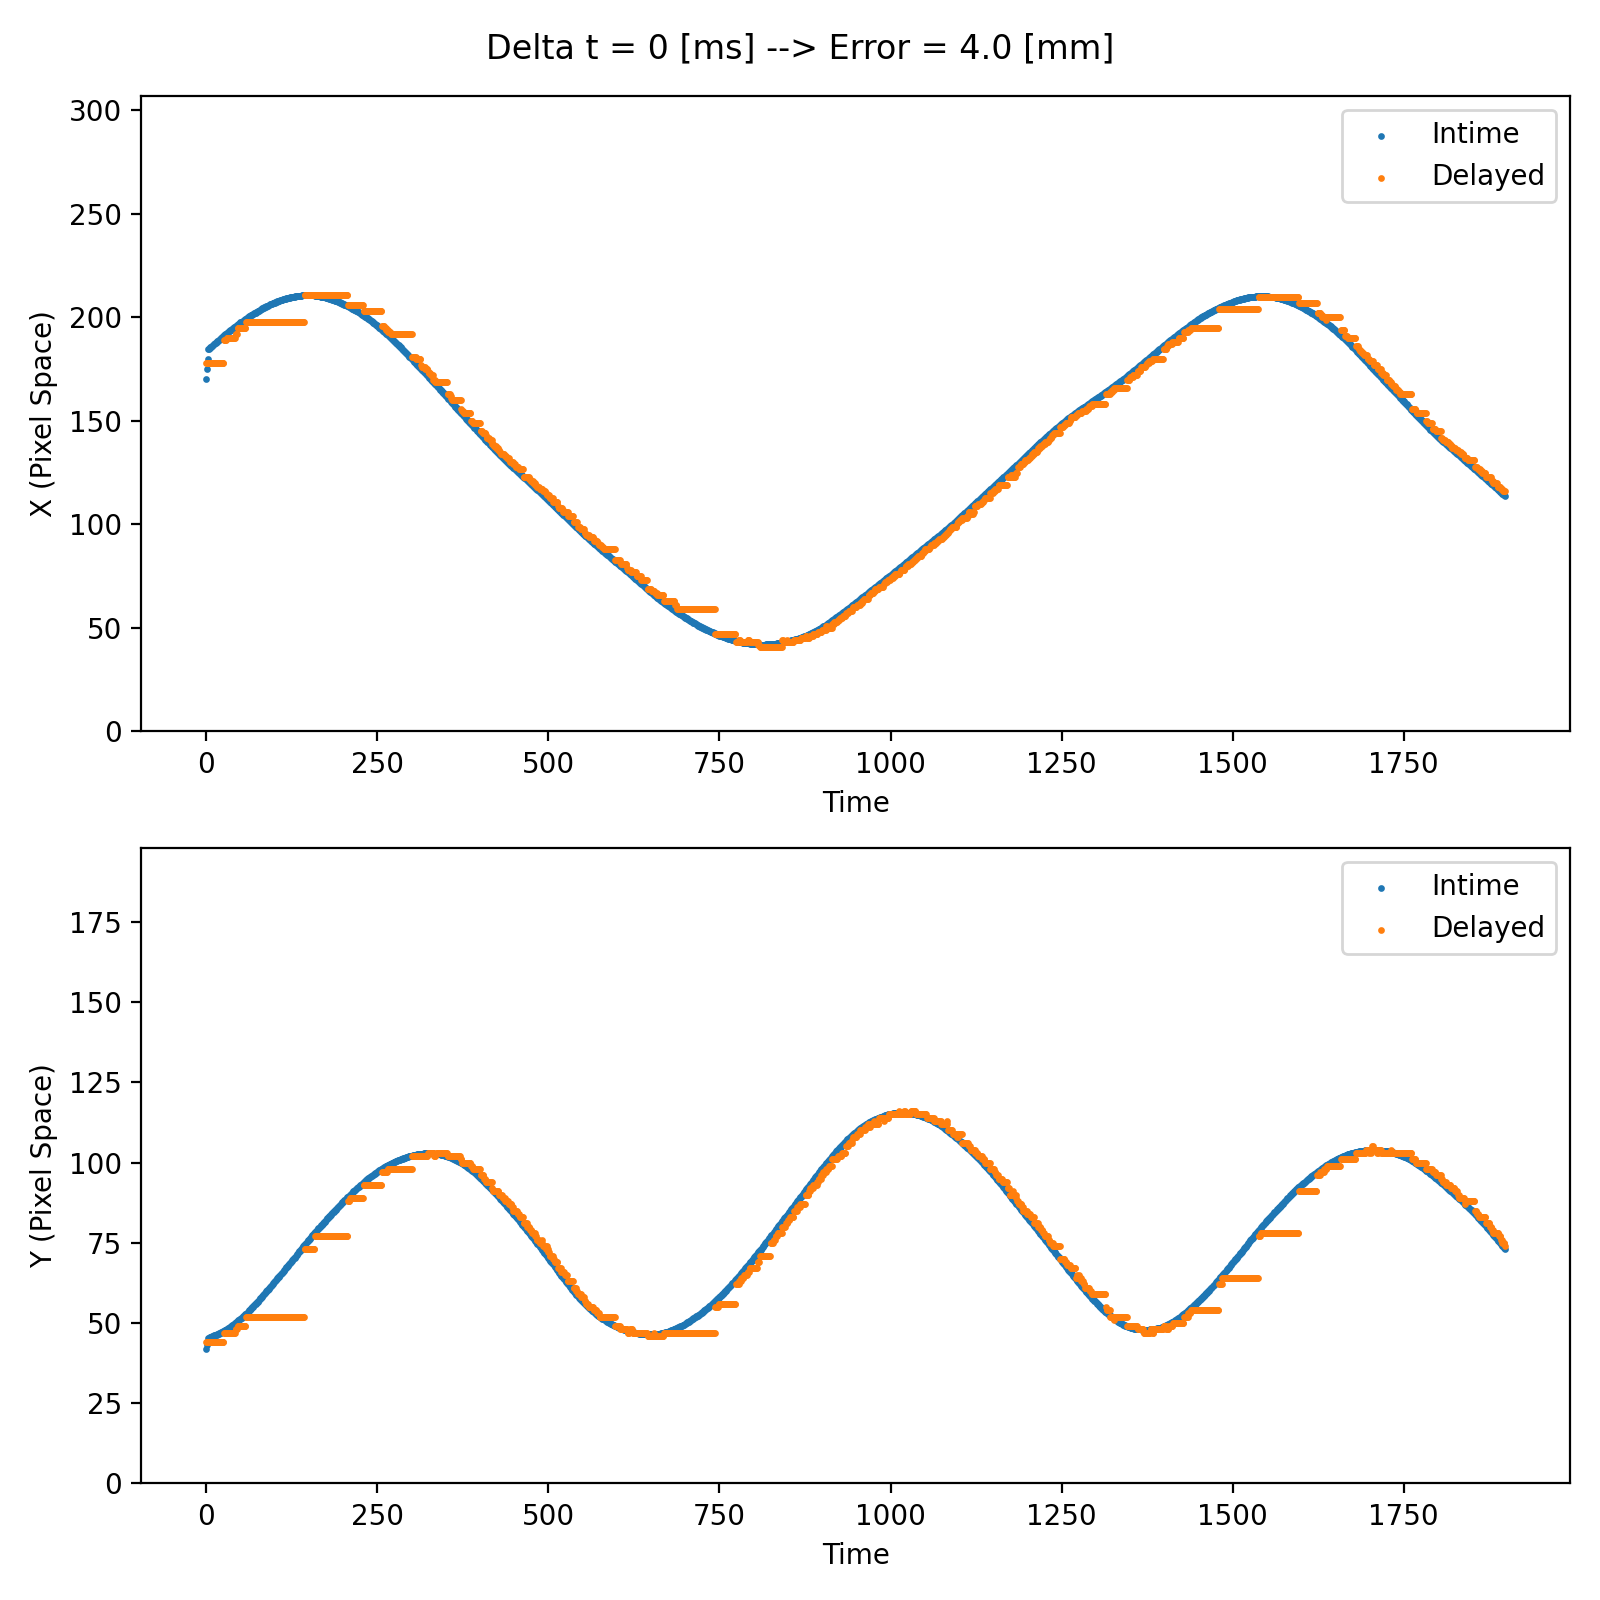 Delta t = 0 [ms] --> Error = 4.0 [mm]
300
250
200
150
100
50
0
X (Pixel Space)
Intime
Delayed
0 250 500 750 1000 1250 1500 1750
Time
175
150
125
100
75
50
25
0
Y (Pixel Space)
Intime
Delayed
0 250 500 750 1000 1250 1500 1750
Time